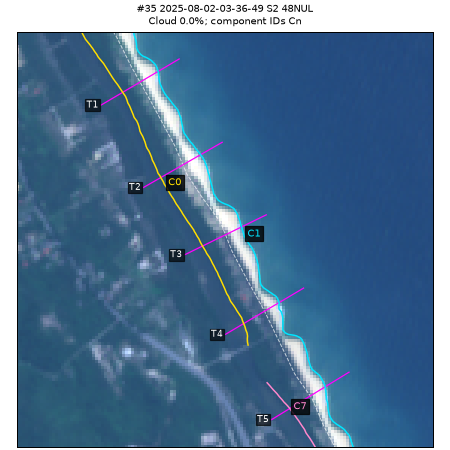 #35 2025-08-02-03-36-49 S2 48NUL
Cloud 0.0%; component IDs Cn
T1
T2
C0
C1
T3
T4
C7
T5